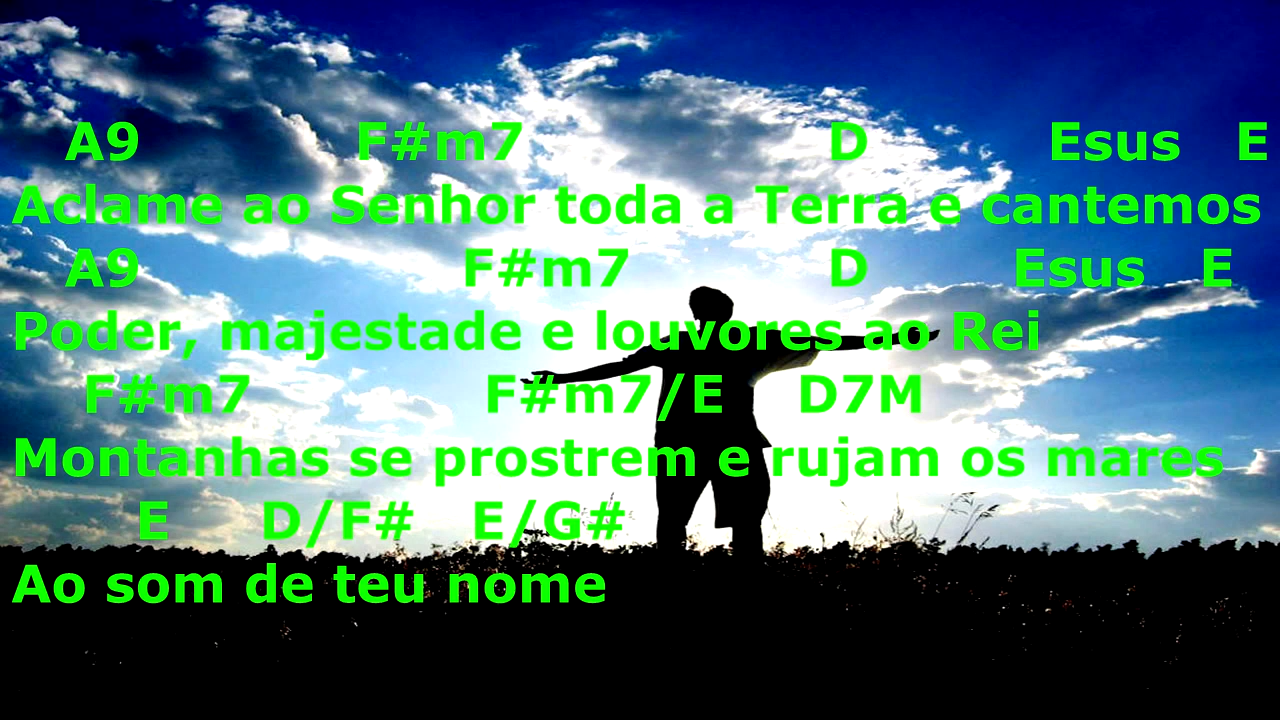 A9 F#m7 D Esus E
Aclame ao Senhor toda a Terra e cantemos
A9 F#m7 D Esus E
Poder, majestade e louvores ao Rei
F#m7 F#m7/E D7M
Montanhas se prostrem e rujam os mares
E D/F# E/G#
Ao som de teu nome